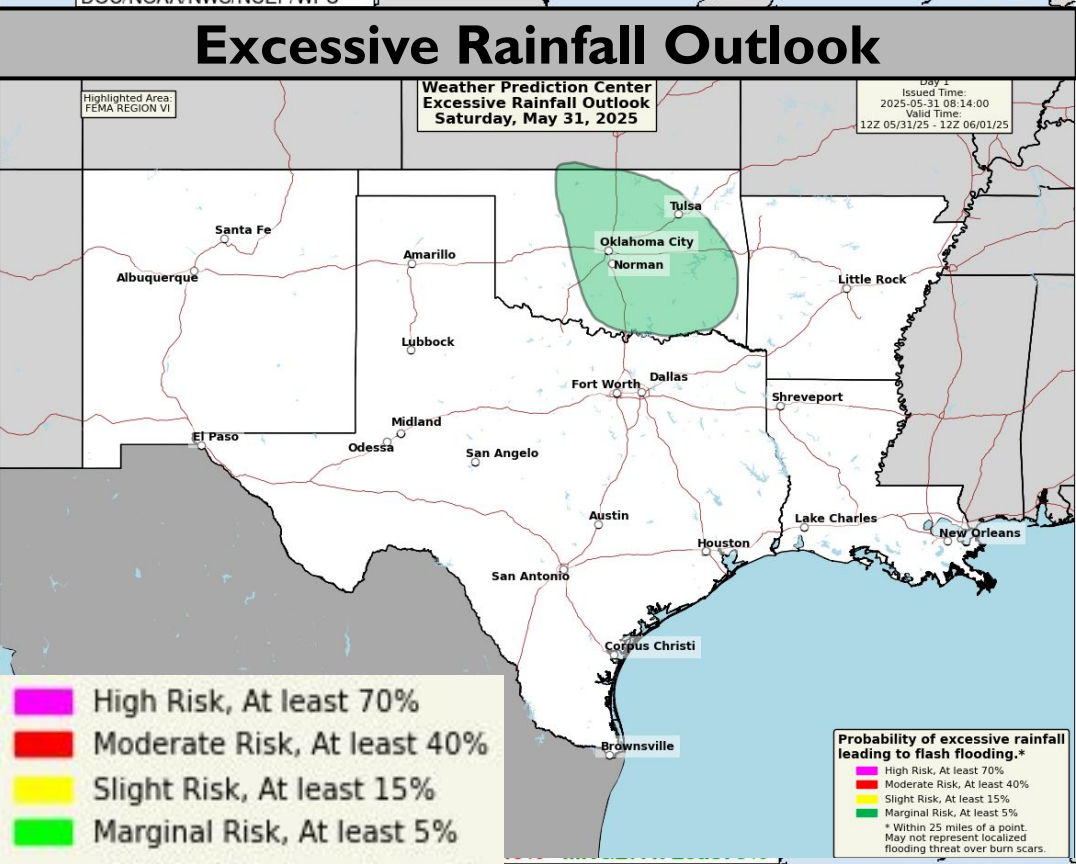 DOC/NOAA/NWS/NCEP/WPC
Excessive Rainfall Outlook
Highlighted Area:
FEMA REGION VI
Weather Prediction Center
Excessive Rainfall Outlook
Saturday, May 31, 2025
Day 1
Issued Time:
2025-05-31 08:14:00
Valid Time:
12Z 05/31/25 - 12Z 06/01/25
Tulsa
Santa Fe
Oklahoma City
Amarillo
Norman
Albuquerque
Little Rock
Lubbock
Dallas
Fort Worth
Shreveport
Midland
El Paso
Odessa
San Angelo
Austin
Lake Charles
New Orleans
Houston
San Antonio
Corpus Christi
Brownsville
High Risk, At least 70%
Moderate Risk, At least 40%
Slight Risk, At least 15%
Marginal Risk, At least 5%
Probability of excessive rainfall
leading to flash flooding.*
High Risk, At least 70%
Moderate Risk, At least 40%
Slight Risk, At least 15%
Marginal Risk, At least 5%
* Within 25 miles of a point.
May not represent localized
flooding threat over burn scars.